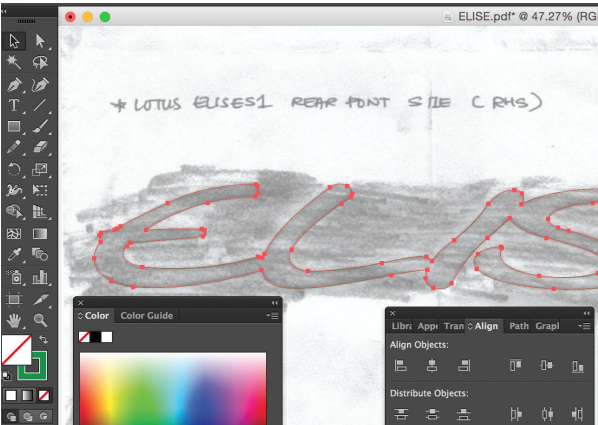 ELISE.pdf* @ 47.27% (RG
* LOTUS ELISES1 REAR FONT SIZE (RHS)
ELIS
Color Color Guide
Libra Appe Tran Align Path Grapl
Align Objects:
Distribute Objects: